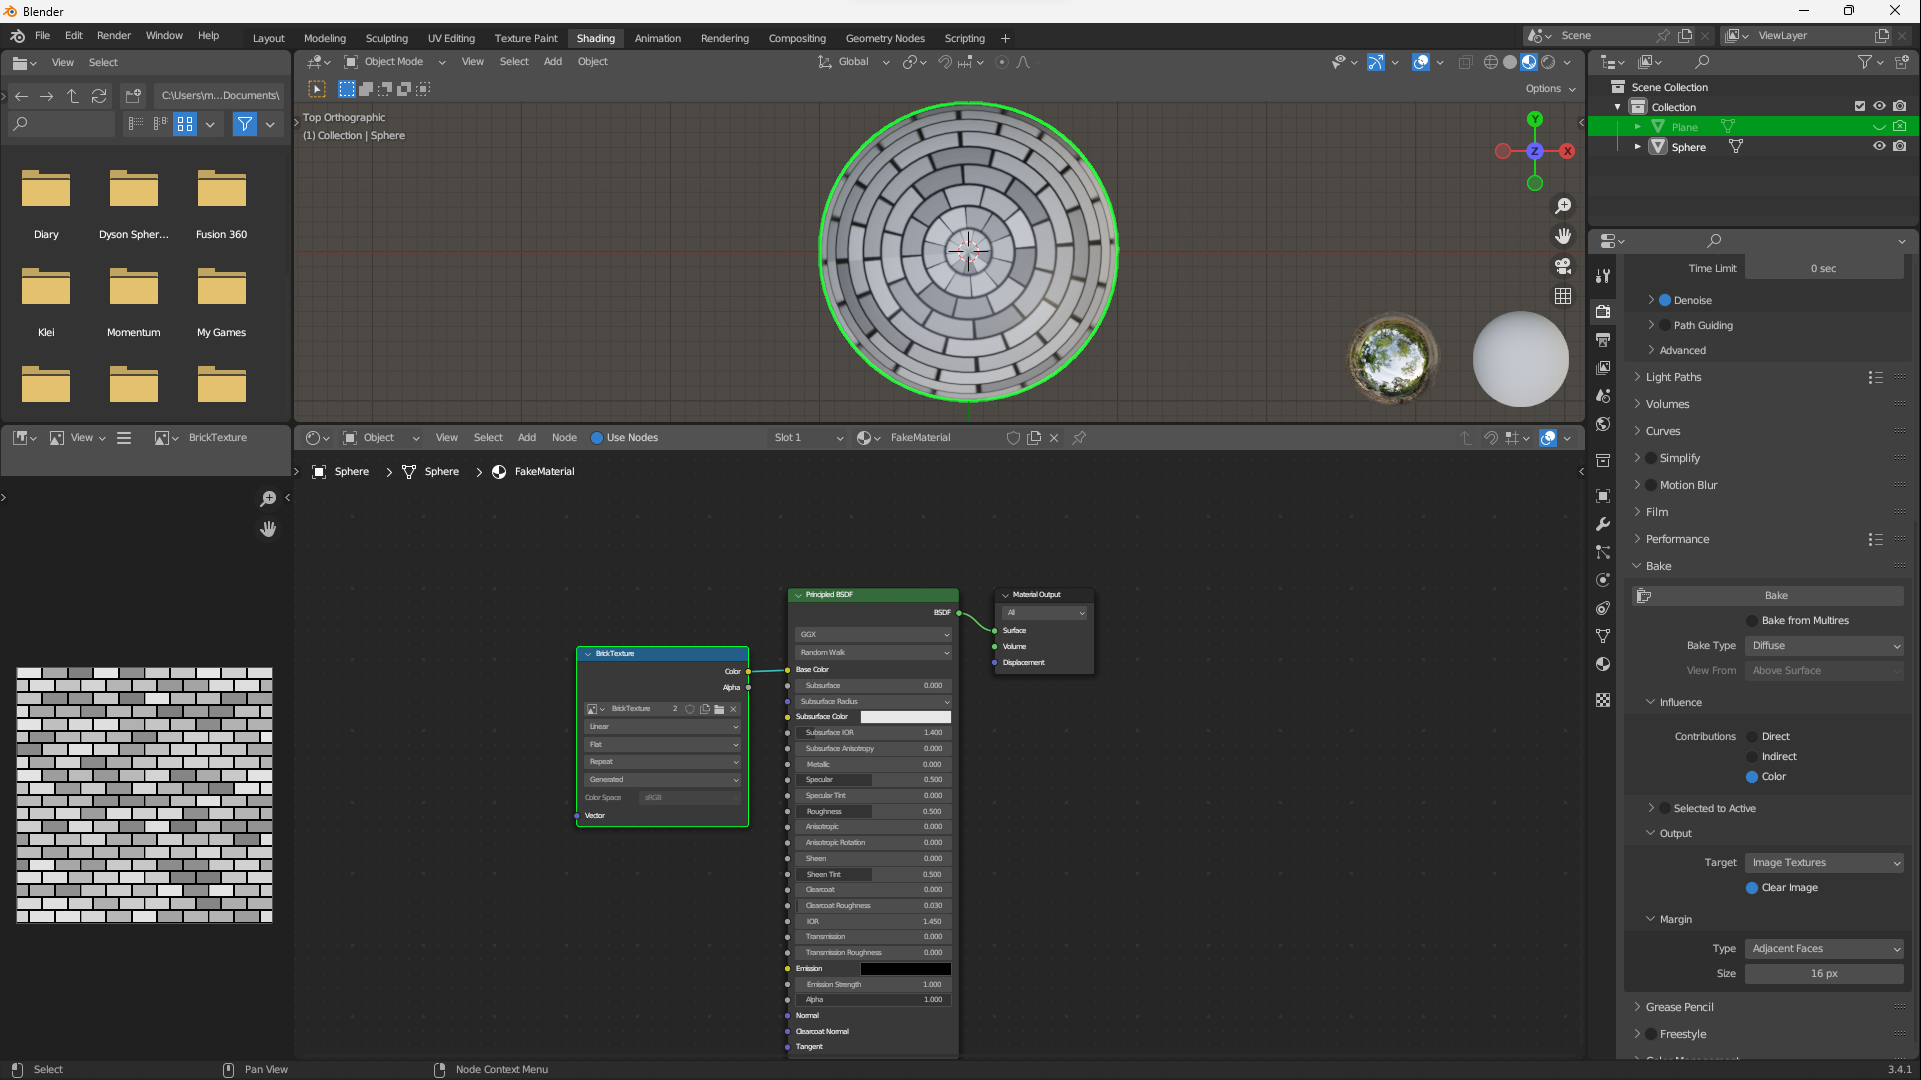 Blender
File Edit Render Window Help
Layout Modeling Sculpting UV Editing Texture Paint Shading Animation Rendering Compositing Geometry Nodes Scripting +
Scene
ViewLayer
View Select
C:\Users\m...Documents\
Diary
Dyson Spher...
Fusion 360
Klei
Momentum
My Games
View
BrickTexture
Object Mode
View Select Add Object
Global
Options
Top Orthographic
(1) Collection | Sphere
Y
Z
X
Object
View Select Add Node
Use Nodes
Slot 1
FakeMaterial
Sphere
Sphere
FakeMaterial
BrickTexture
Color
Alpha
BrickTexture 2
Linear
Flat
Repeat
Generated
Color Space sRGB
Vector
Principled BSDF
BSDF
GGX
Random Walk
Base Color
Subsurface 0.000
Subsurface Radius
Subsurface Color
Subsurface IOR 1.400
Subsurface Anisotropy 0.000
Metallic 0.000
Specular 0.500
Specular Tint 0.000
Roughness 0.500
Anisotropic 0.000
Anisotropic Rotation 0.000
Sheen 0.000
Sheen Tint 0.500
Clearcoat 0.000
Clearcoat Roughness 0.030
IOR 1.450
Transmission 0.000
Transmission Roughness 0.000
Emission
Emission Strength 1.000
Alpha 1.000
Normal
Clearcoat Normal
Tangent
Material Output
All
Surface
Volume
Displacement
Scene Collection
Collection
Plane
Sphere
Time Limit 0 sec
Denoise
Path Guiding
Advanced
Light Paths
Volumes
Curves
Simplify
Motion Blur
Film
Performance
Bake
Bake
Bake from Multires
Bake Type Diffuse
View From Above Surface
Influence
Contributions Direct
Indirect
Color
Selected to Active
Output
Target Image Textures
Clear Image
Margin
Type Adjacent Faces
Size 16 px
Grease Pencil
Freestyle
Select
Pan View
Node Context Menu
3.4.1